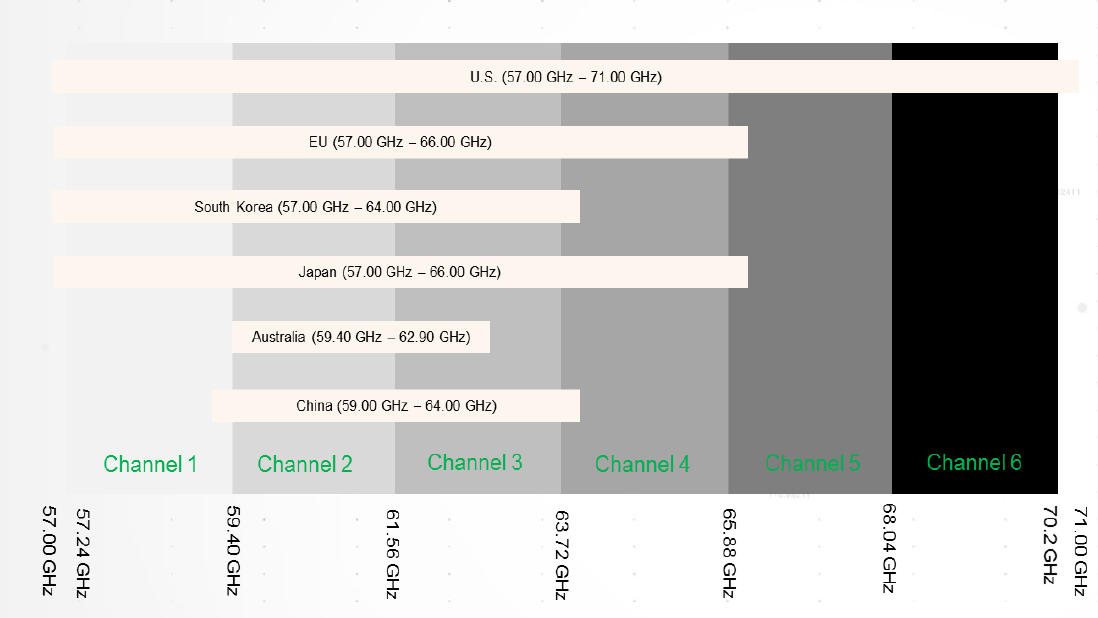 U.S. (57.00 GHz – 71.00 GHz)
EU (57.00 GHz – 66.00 GHz)
South Korea (57.00 GHz – 64.00 GHz)
Japan (57.00 GHz – 66.00 GHz)
Australia (59.40 GHz – 62.90 GHz)
China (59.00 GHz – 64.00 GHz)
Channel 1
Channel 2
Channel 3
Channel 4
Channel 5
Channel 6
57.00 GHz
57.24 GHz
59.40 GHz
61.56 GHz
63.72 GHz
65.88 GHz
68.04 GHz
70.2 GHz
71.00 GHz